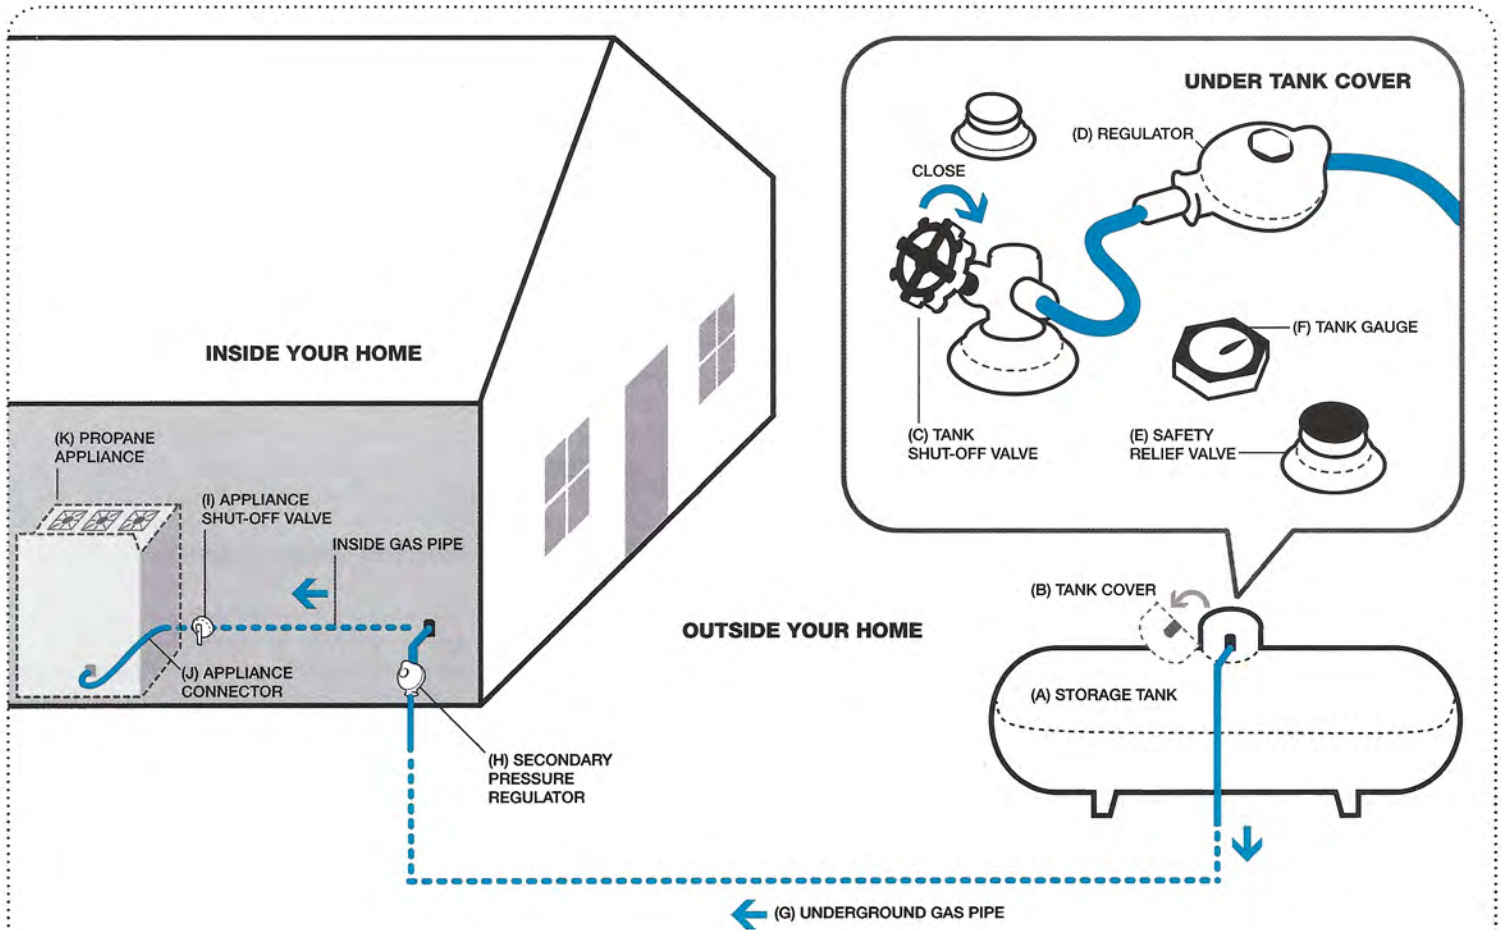 UNDER TANK COVER
(D) REGULATOR
CLOSE
(F) TANK GAUGE
(C) TANK
SHUT-OFF VALVE
(E) SAFETY
RELIEF VALVE
INSIDE YOUR HOME
(K) PROPANE
APPLIANCE
(I) APPLIANCE
SHUT-OFF VALVE
INSIDE GAS PIPE
(J) APPLIANCE
CONNECTOR
(H) SECONDARY
PRESSURE
REGULATOR
OUTSIDE YOUR HOME
(B) TANK COVER
(A) STORAGE TANK
(G) UNDERGROUND GAS PIPE